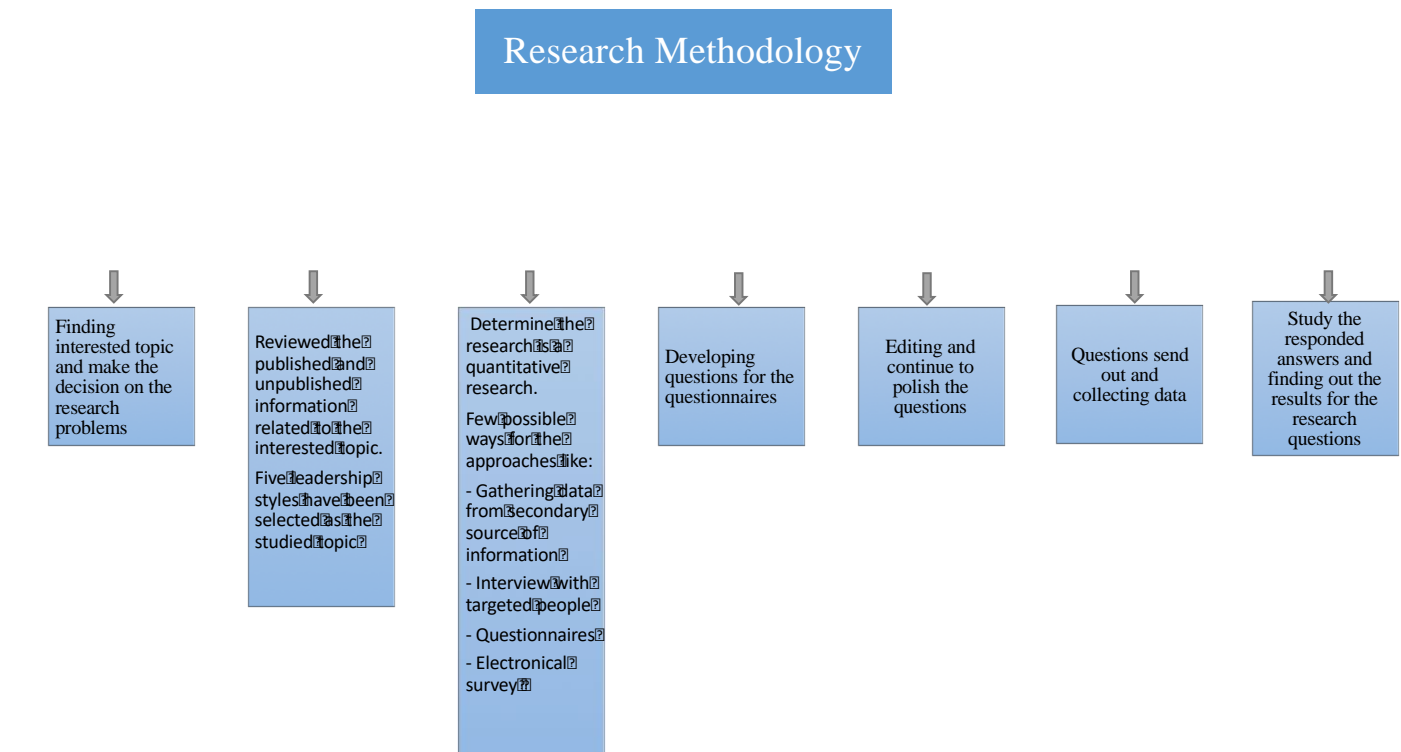 Research Methodology
Finding
interested topic
and make the
decision on the
research
problems
Reviewed the
published and
unpublished
information
related to the
interested topic.
Five leadership
styles have been
selected as the
studied topic
Determine the
research is a
quantitative
research.
Few possible
ways for the
approaches like:
- Gathering data
from secondary
source of
information
- Interview with
targeted people
- Questionnaires
- Electronical
survey
Developing
questions for the
questionnaires
Editing and
continue to
polish the
questions
Questions send
out and
collecting data
Study the
responded
answers and
finding out the
results for the
research
questions